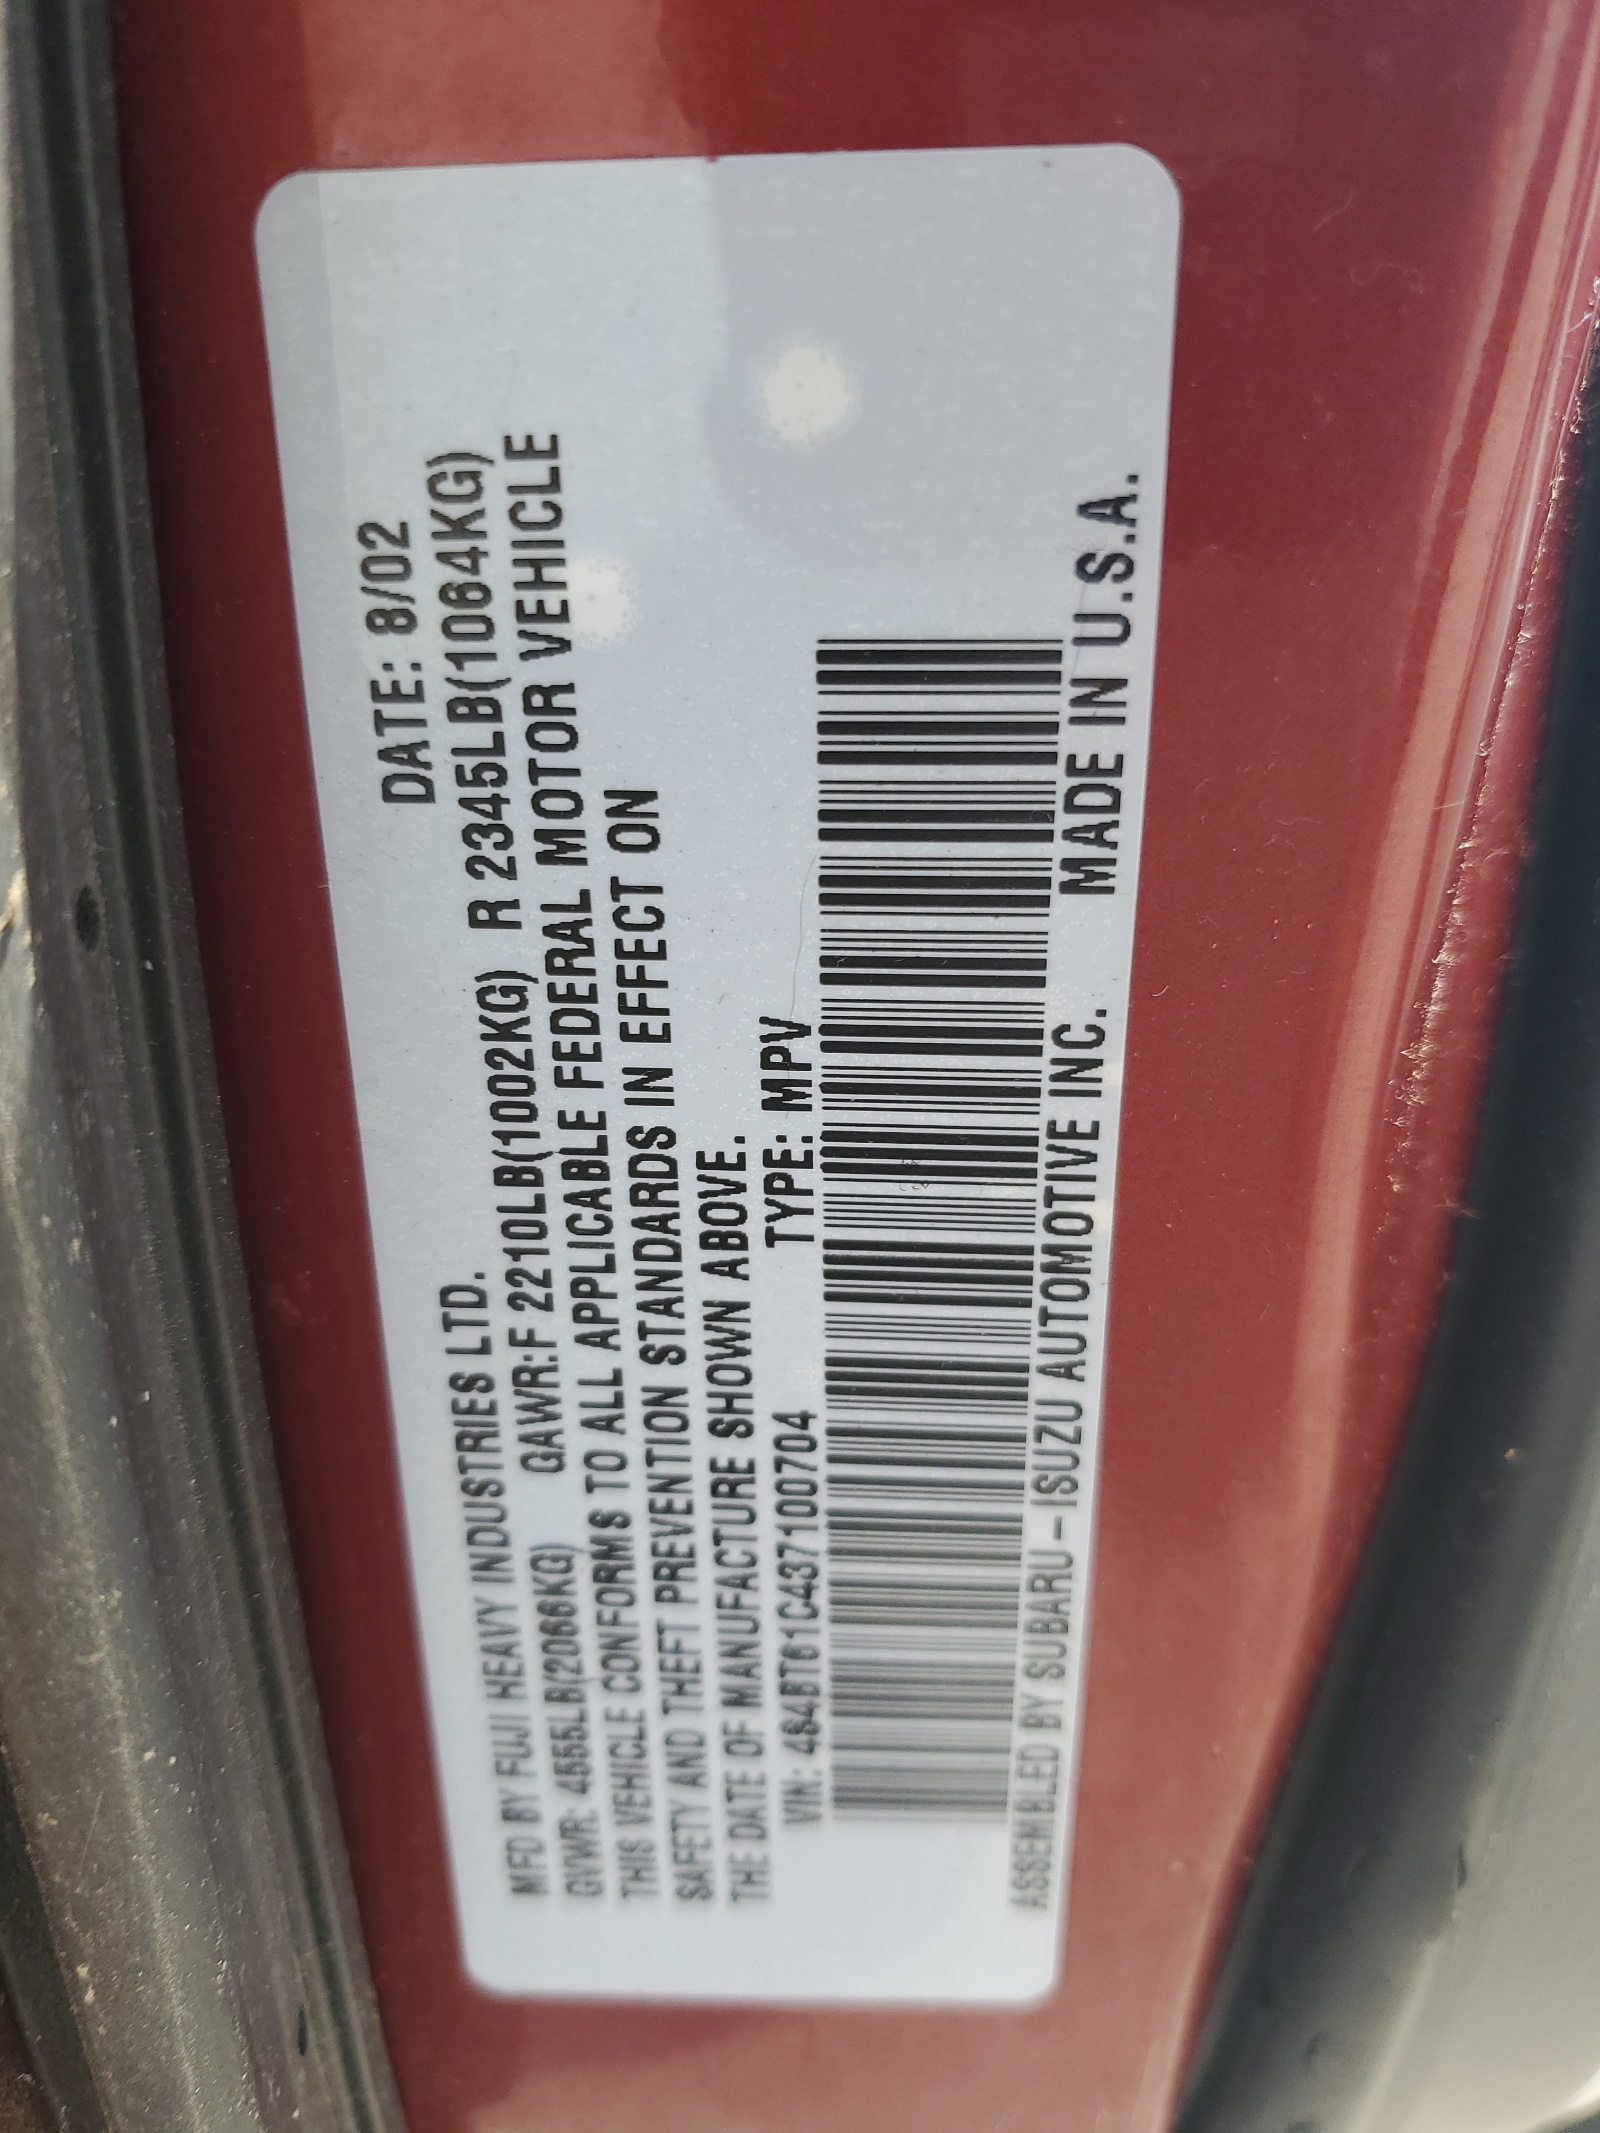 MFD BY FUJI HEAVY INDUSTRIES LTD. DATE: 8/02
GVWR: 4555LB(2066KG) GAWR:F 2210LB(1002KG) R 2345LB(1064KG)
THIS VEHICLE CONFORMS TO ALL APPLICABLE FEDERAL MOTOR VEHICLE
SAFETY AND THEFT PREVENTION STANDARDS IN EFFECT ON
THE DATE OF MANUFACTURE SHOWN ABOVE.
VIN: 4S4BT61C437100704 TYPE: MPV
ASSEMBLED BY SUBARU-ISUZU AUTOMOTIVE INC. MADE IN U.S.A.